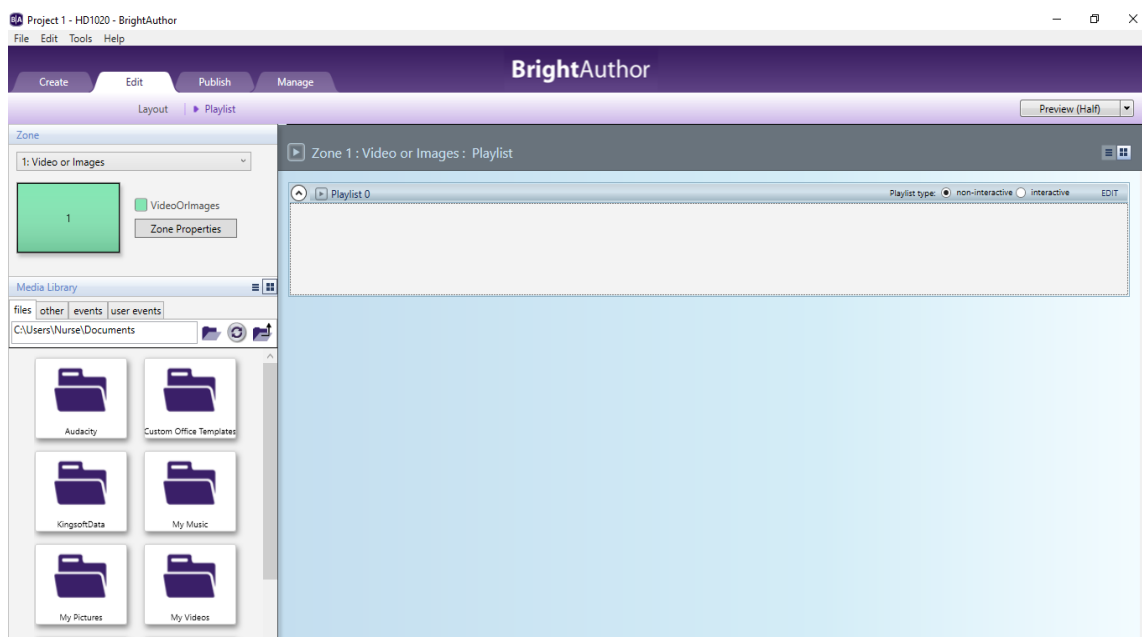 BA Project 1 - HD1020 - BrightAuthor
File Edit Tools Help
BrightAuthor
Create Edit Publish Manage
Layout Playlist Preview (Half)
Zone
1: Video or Images
1
VideoOrImages
Zone Properties
Zone 1 : Video or Images : Playlist
Playlist 0 Playlist type: non-interactive interactive EDIT
Media Library
files other events user events
C:\Users\Nurse\Documents
Audacity Custom Office Templates
KingsoftData My Music
My Pictures My Videos